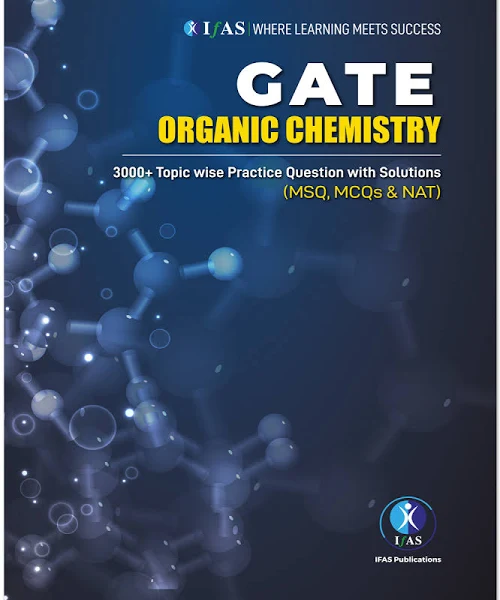 IfAS | WHERE LEARNING MEETS SUCCESS
GATE
ORGANIC CHEMISTRY
3000+ Topic wise Practice Question with Solutions
(MSQ, MCQs & NAT)
IfAS
IFAS Publications